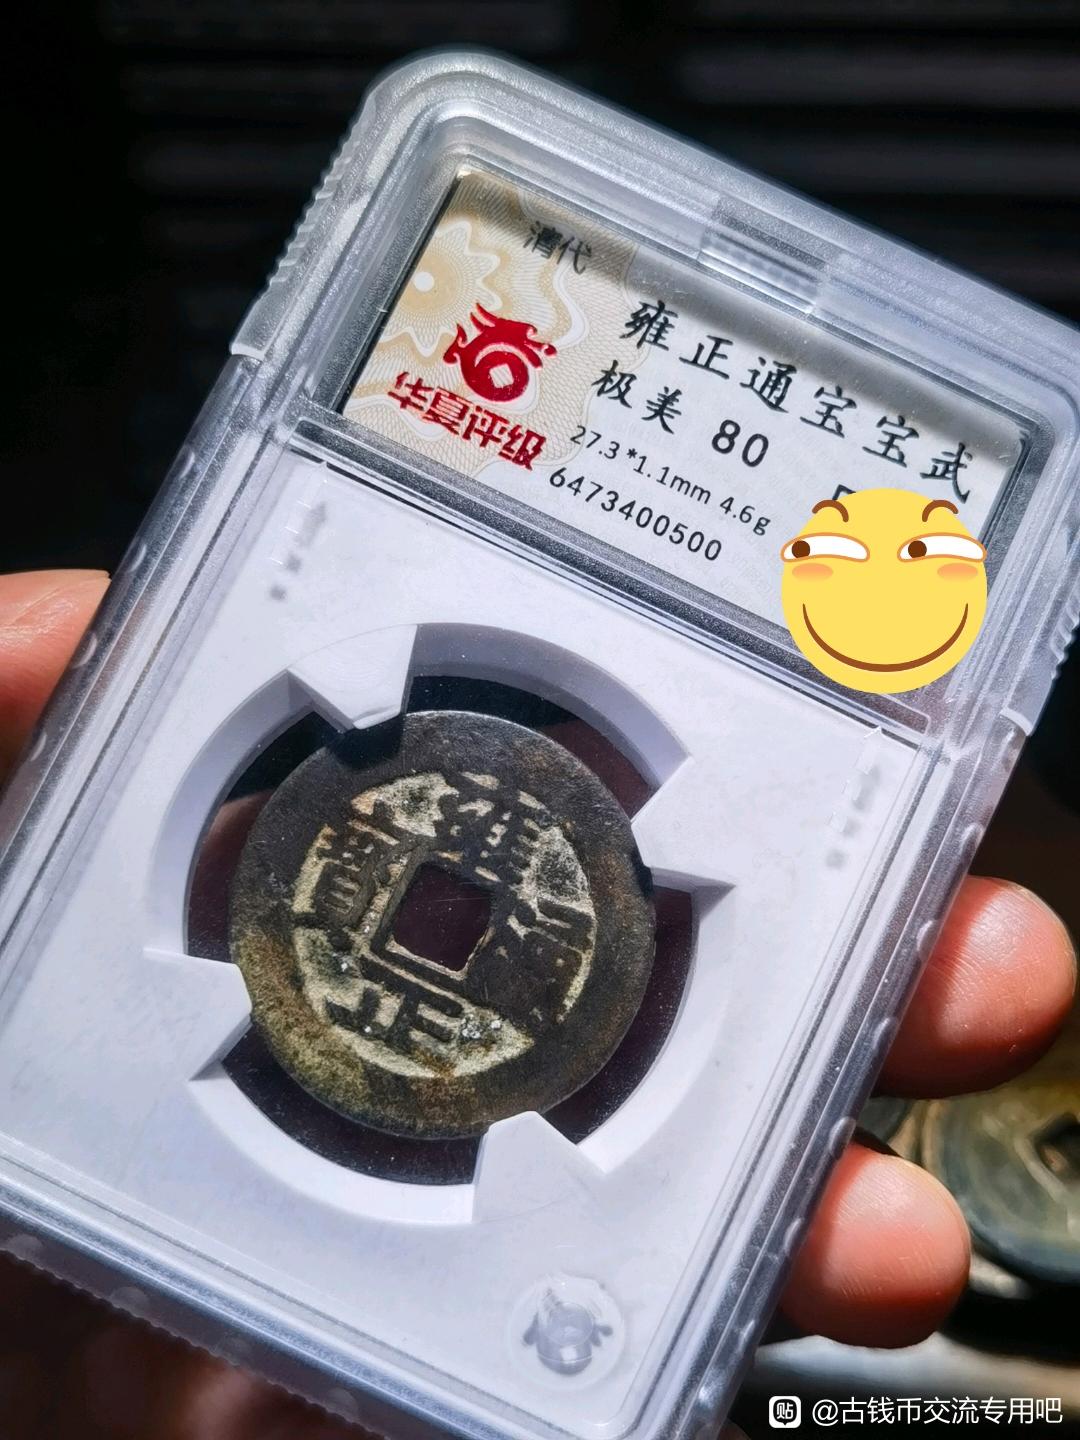 清代
华夏评级
雍正通宝宝武
极美 80
27.3*1.1mm 4.6g
6473400500
雍正通寶
贴 @古钱币交流专用吧